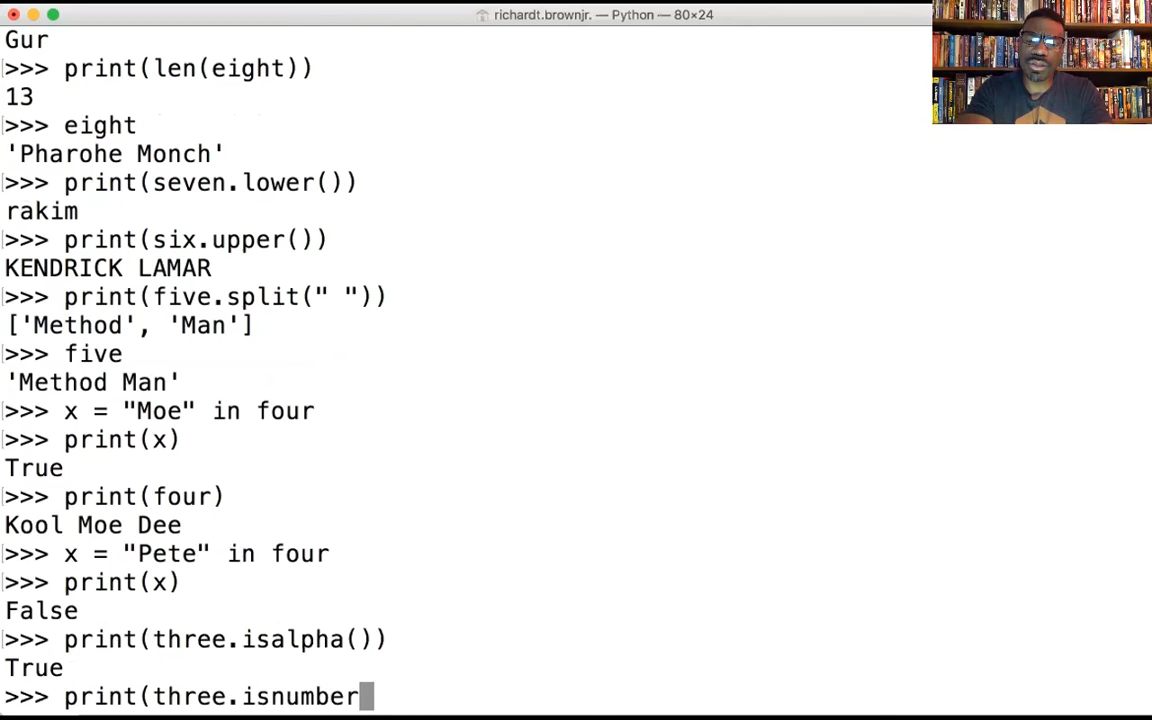 richardt.brownjr. — Python — 80×24
Gur
>>> print(len(eight))
13
>>> eight
'Pharohe Monch'
>>> print(seven.lower())
rakim
>>> print(six.upper())
KENDRICK LAMAR
>>> print(five.split(" "))
['Method', 'Man']
>>> five
'Method Man'
>>> x = "Moe" in four
>>> print(x)
True
>>> print(four)
Kool Moe Dee
>>> x = "Pete" in four
>>> print(x)
False
>>> print(three.isalpha())
True
>>> print(three.isnumber